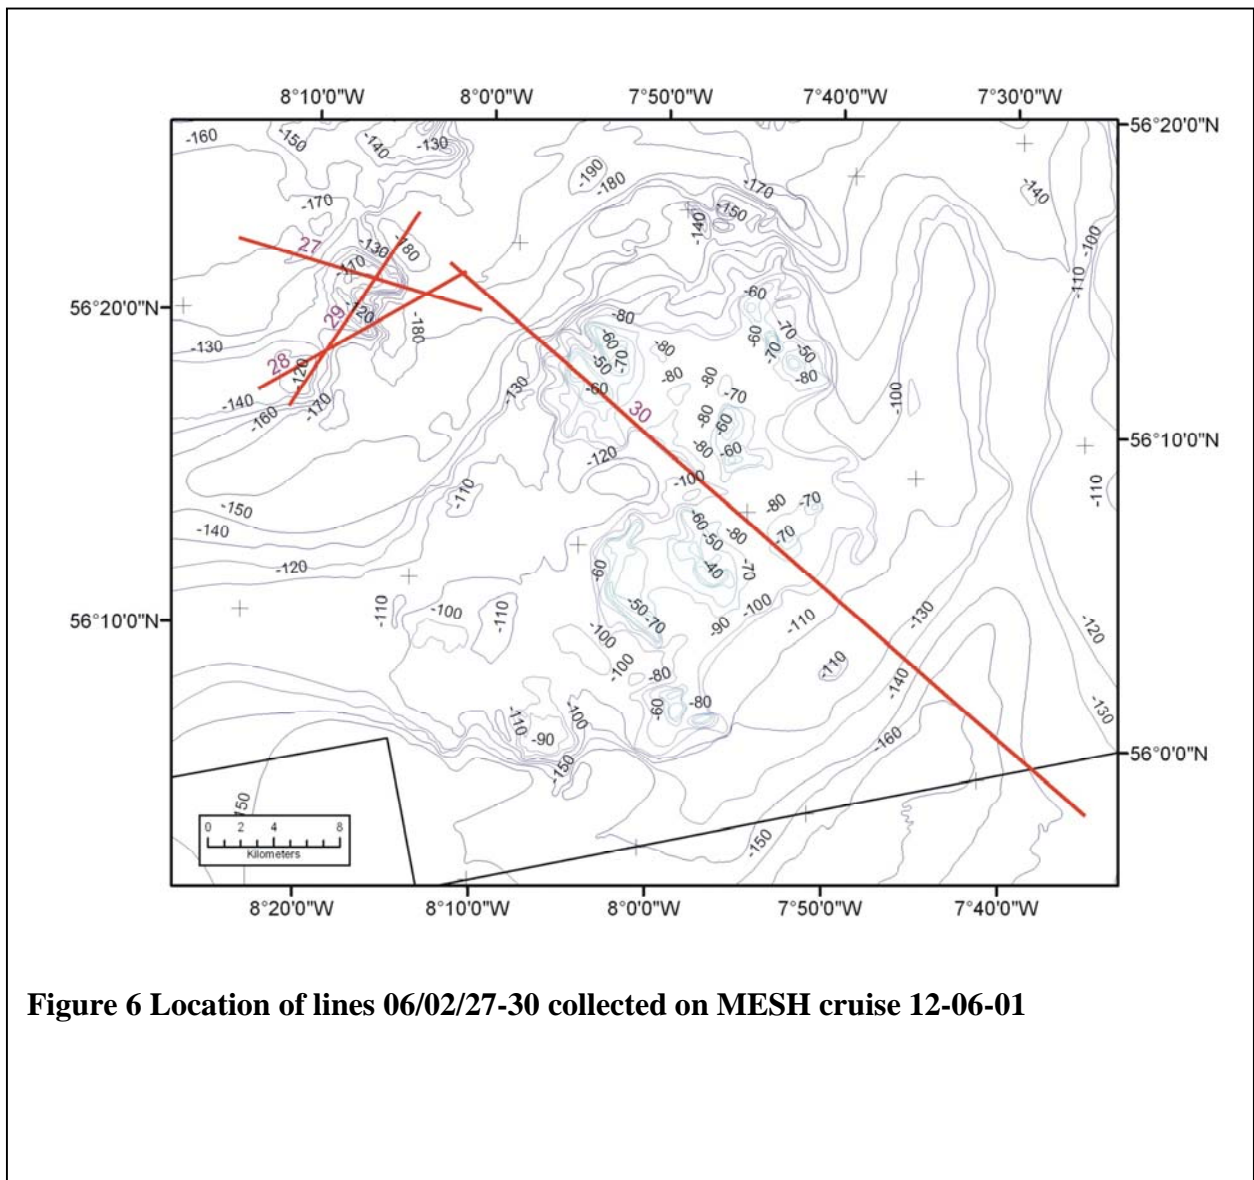 8°10'0"W 8°0'0"W 7°50'0"W 7°40'0"W 7°30'0"W
56°20'0"N
-160 -150 -140 -130
-190 -180 -170 -150 -140
-140 -100 -110
-170 27 -130 -180 -170
56°20'0"N
29 -120 -180
-130 28 -120
-140 -160 -170
-130
-80 -60 -50 -70 -60
-80 -80 -80 -70 -80 -60 -80 -60
-60 -60 -70 -70 -50 -80
30
-100
56°10'0"N
-120 -100 -110 -110
-150 -140 -120
-80 -70 -70
-60 -50 -80 -40 -70
-60 -50 -70
-90 -100 -110
-130 -120
56°10'0"N
-110 -100 -110
-100 -100
-110 -140
-80 -60 -80
-110 -100 -90 -150
-160 -130
56°0'0"N
-150
-150
0 2 4 8
Kilometers
8°20'0"W 8°10'0"W 8°0'0"W 7°50'0"W 7°40'0"W
Figure 6 Location of lines 06/02/27-30 collected on MESH cruise 12-06-01